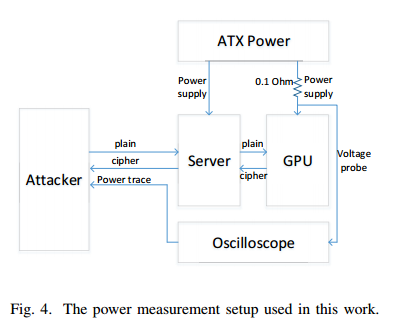 ATX Power
Power
supply
0.1 Ohm
Power
supply
plain
cipher
Power trace
Attacker
Server
plain
cipher
GPU
Voltage
probe
Oscilloscope
Fig. 4. The power measurement setup used in this work.